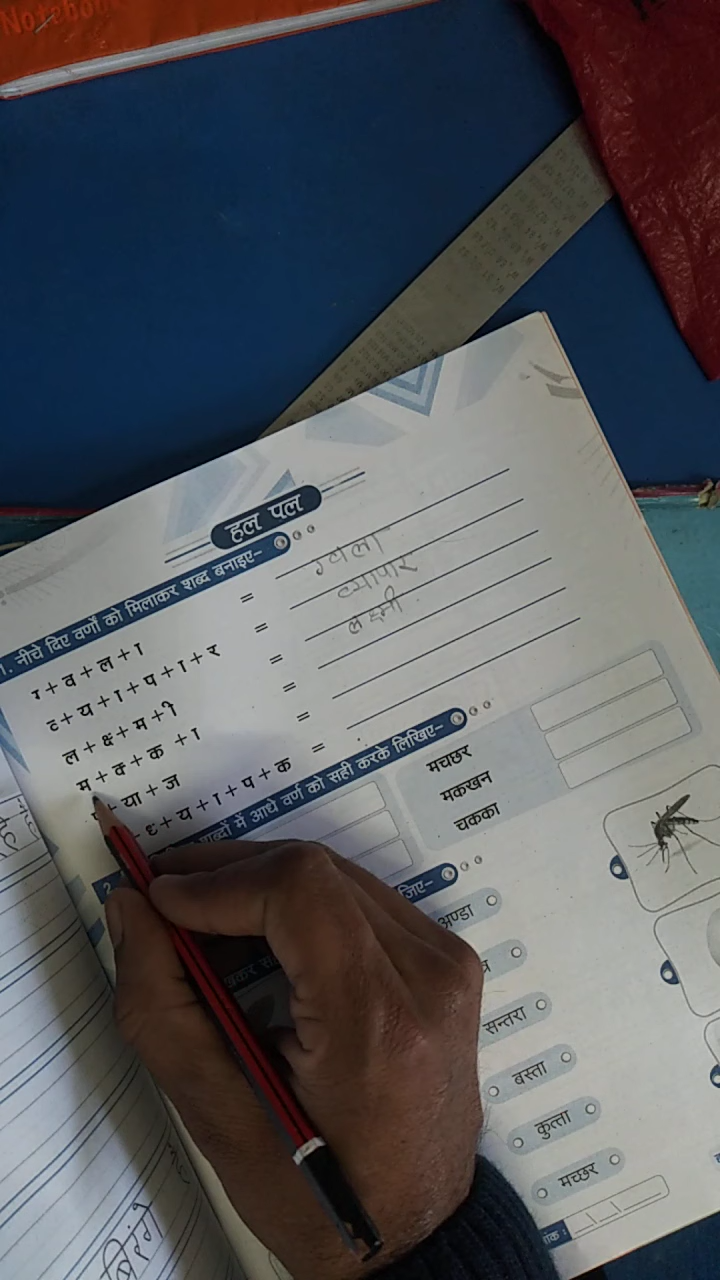 Notebook
हल पल
1. नीचे दिए वर्णों को मिलाकर शब्द बनाइए–
ग्+व+ल+ा = ग्वला
व्+य+ा+प+ा+र = व्यापार
ल+क्ष+म+ी = लक्ष्मी
म+क्+क+ा =
या+ज =
ध्+य+ा+प+क =
शब्दों में आधे वर्ण को सही करके लिखिए–
मचछर
मकखन
चकका
जिए–
अण्डा
सन्तरा
बस्ता
कुत्ता
मच्छर